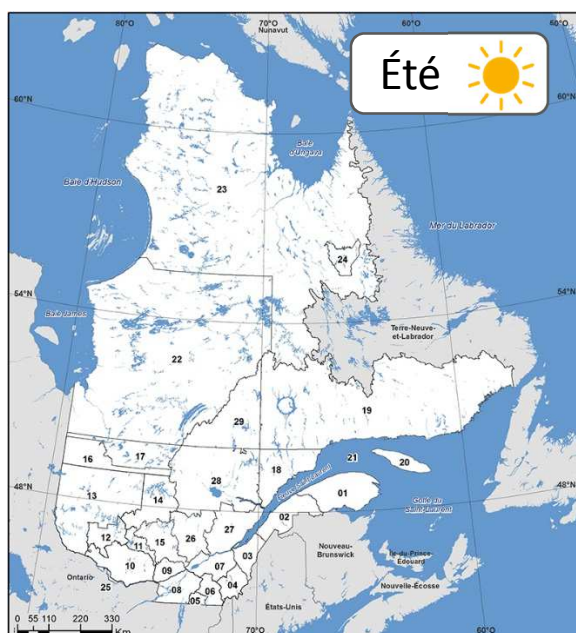 80°O
70°O
60°O
50°O
Nunavut
Été
60°N
60°N
Baie d'Ungava
Baie d'Hudson
23
Mer du Labrador
24
54°N
54°N
Baie James
Terre-Neuve-et-Labrador
22
19
29
16
17
21
20
18
28
13
14
01
48°N
48°N
Fleuve Saint-Laurent
Golfe du
Saint-Laurent
02
12
11
15
26
27
03
Nouveau-
Brunswick
Île-du-Prince-
Édouard
10
09
07
Ontario
25
08
06
04
05
Nouvelle-Écosse
États-Unis
0 55 110 220 330
Km
70°O
60°O